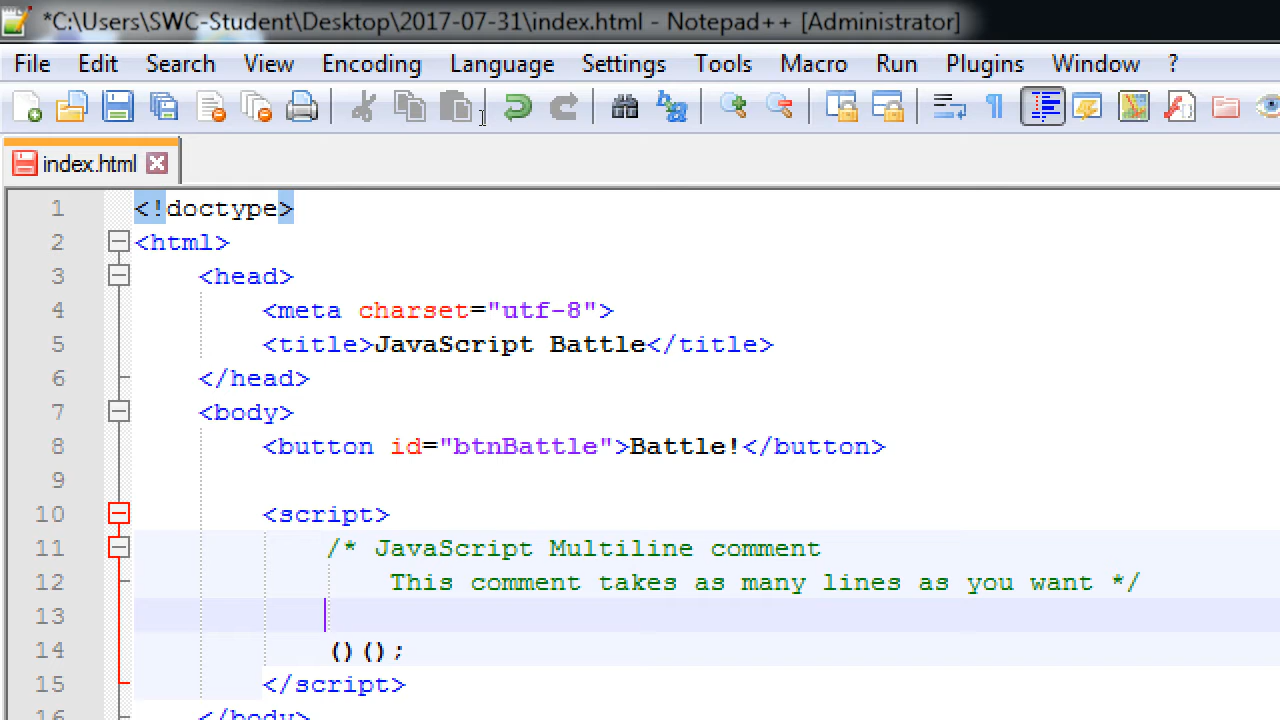 *C:\Users\SWC-Student\Desktop\2017-07-31\index.html - Notepad++ [Administrator]
File Edit Search View Encoding Language Settings Tools Macro Run Plugins Window ?
index.html
1 <!doctype>
2 <html>
3 <head>
4 <meta charset="utf-8">
5 <title>JavaScript Battle</title>
6 </head>
7 <body>
8 <button id="btnBattle">Battle!</button>
9
10 <script>
11 /* JavaScript Multiline comment
12 This comment takes as many lines as you want */
13
14 ()();
15 </script>
16 </body>